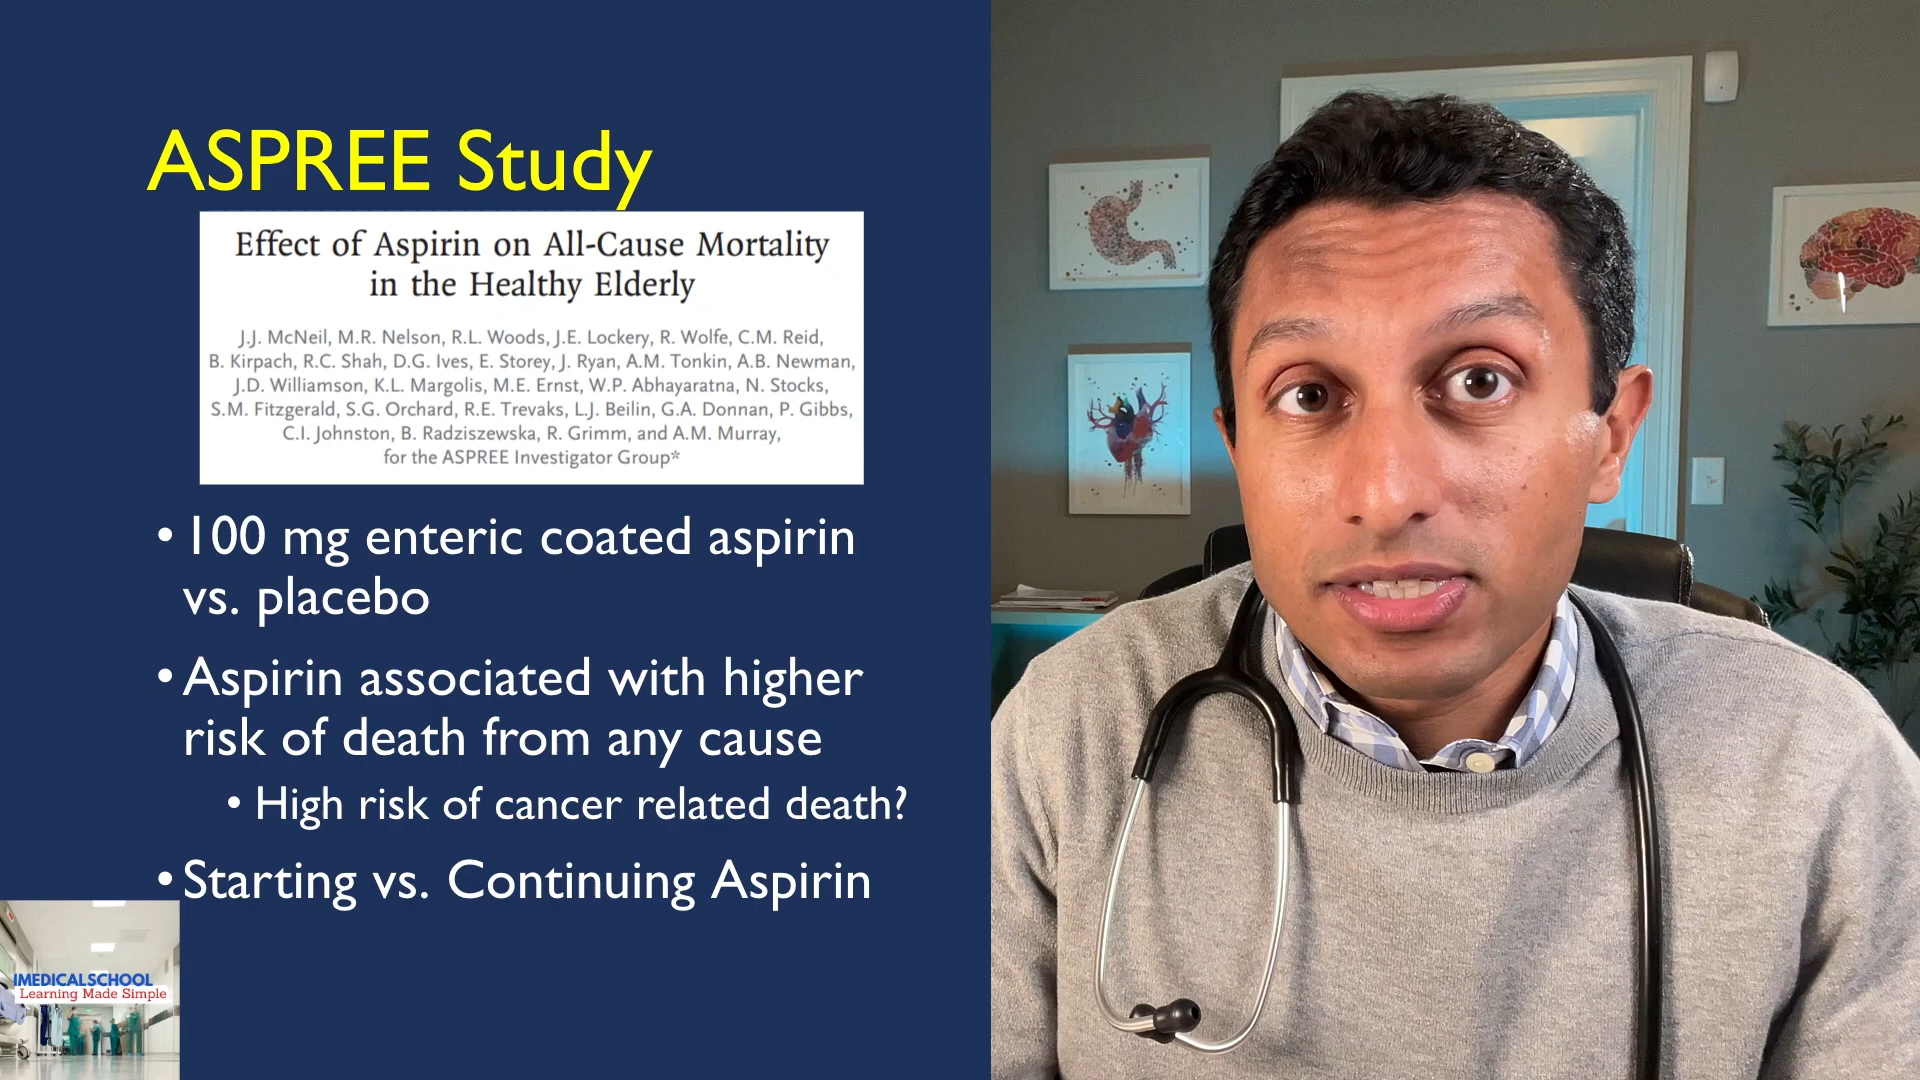 ASPREE Study
Effect of Aspirin on All-Cause Mortality
in the Healthy Elderly
J.J. McNeil, M.R. Nelson, R.L. Woods, J.E. Lockery, R. Wolfe, C.M. Reid,
B. Kirpach, R.C. Shah, D.G. Ives, E. Storey, J. Ryan, A.M. Tonkin, A.B. Newman,
J.D. Williamson, K.L. Margolis, M.E. Ernst, W.P. Abhayaratna, N. Stocks,
S.M. Fitzgerald, S.G. Orchard, R.E. Trevaks, L.J. Beilin, G.A. Donnan, P. Gibbs,
C.I. Johnston, B. Radziszewska, R. Grimm, and A.M. Murray,
for the ASPREE Investigator Group*
• 100 mg enteric coated aspirin
vs. placebo
• Aspirin associated with higher
risk of death from any cause
• High risk of cancer related death?
• Starting vs. Continuing Aspirin
IMEDICALSCHOOL
Learning Made Simple